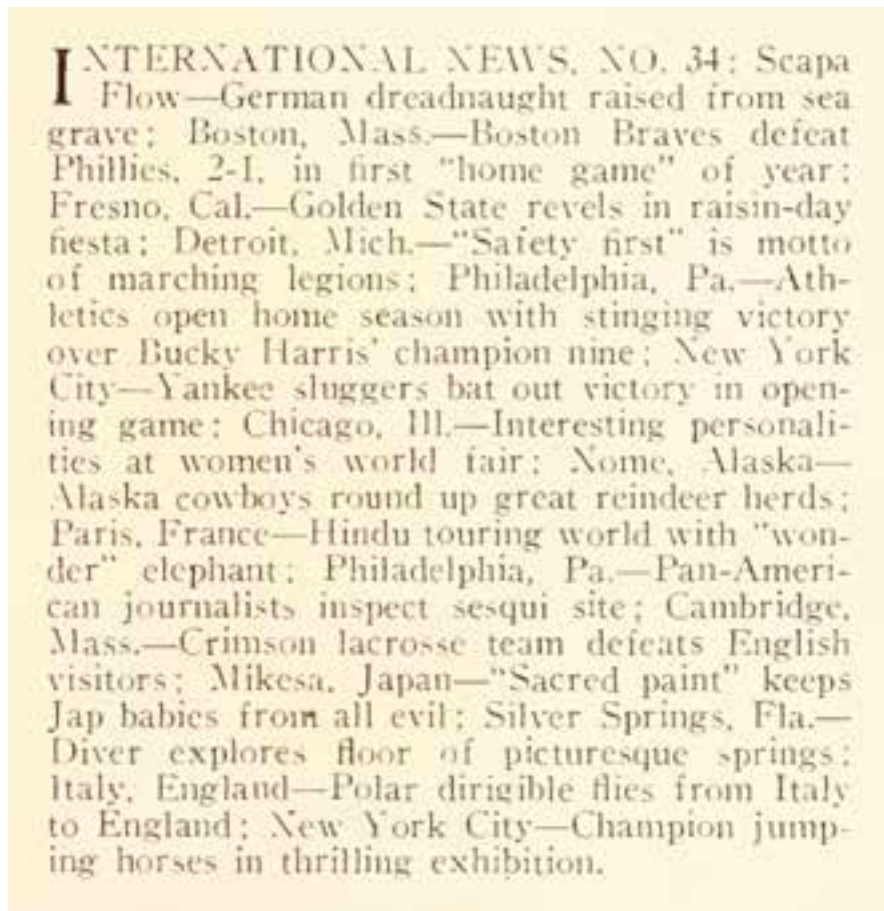 INTERNATIONAL NEWS, NO. 34: Scapa
Flow—German dreadnaught raised from sea
grave; Boston, Mass.—Boston Braves defeat
Phillies, 2-1, in first "home game" of year;
Fresno, Cal.—Golden State revels in raisin-day
fiesta; Detroit, Mich.—"Safety first" is motto
of marching legions; Philadelphia, Pa.—Ath-
letics open home season with stinging victory
over Bucky Harris' champion nine; New York
City—Yankee sluggers bat out victory in open-
ing game; Chicago, Ill.—Interesting personali-
ties at women's world fair; Nome, Alaska—
Alaska cowboys round up great reindeer herds;
Paris, France—Hindu touring world with "won-
der" elephant; Philadelphia, Pa.—Pan-Ameri-
can journalists inspect sesqui site; Cambridge,
Mass.—Crimson lacrosse team defeats English
visitors; Mikesa, Japan—"Sacred paint" keeps
Jap babies from all evil; Silver Springs, Fla.—
Diver explores floor of picturesque springs;
Italy, England—Polar dirigible flies from Italy
to England; New York City—Champion jump-
ing horses in thrilling exhibition.